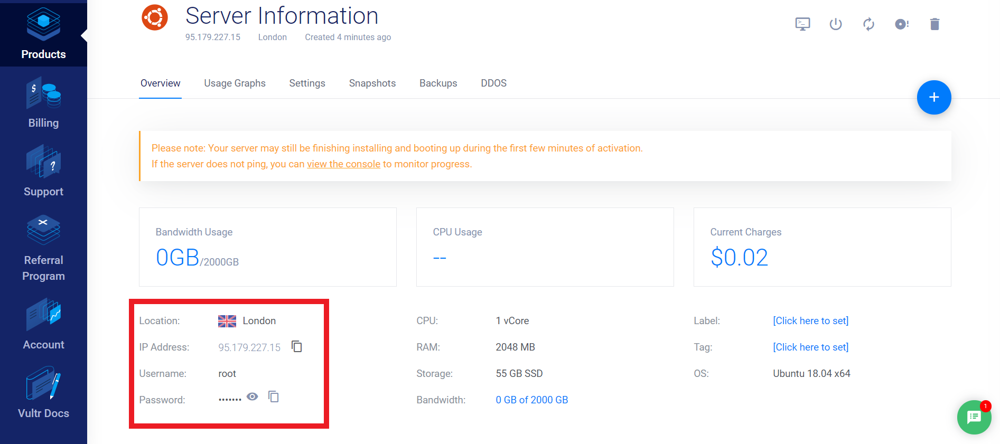 Products
Billing
Support
Referral
Program
Account
Vultr Docs
Server Information
95.179.227.15 London Created 4 minutes ago
Overview Usage Graphs Settings Snapshots Backups DDOS
+
Please note: Your server may still be finishing installing and booting up during the first few minutes of activation.
If the server does not ping, you can view the console to monitor progress.
Bandwidth Usage
0GB/2000GB
CPU Usage
--
Current Charges
$0.02
Location: London
IP Address: 95.179.227.15
Username: root
Password: •••••••
CPU: 1 vCore
RAM: 2048 MB
Storage: 55 GB SSD
Bandwidth: 0 GB of 2000 GB
Label: [Click here to set]
Tag: [Click here to set]
OS: Ubuntu 18.04 x64
1